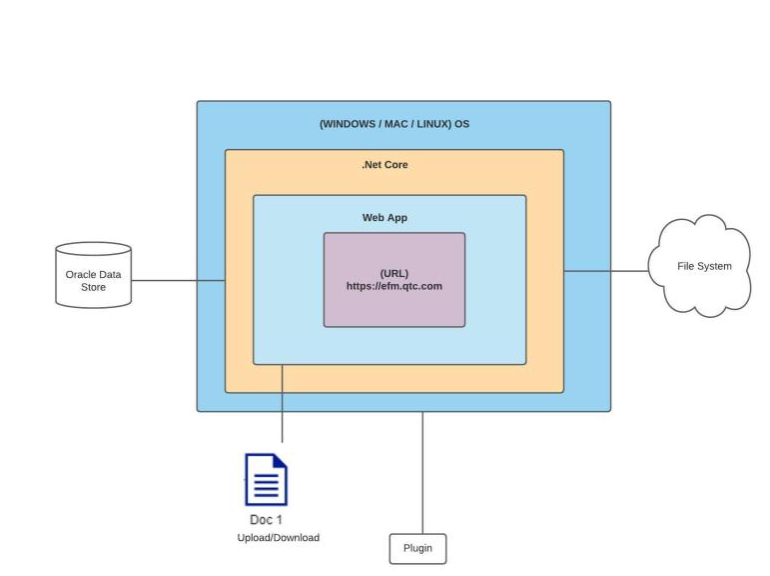 (WINDOWS / MAC / LINUX) OS
.Net Core
Web App
(URL)
https://efm.qtc.com
Oracle Data
Store
File System
Doc 1
Upload/Download
Plugin